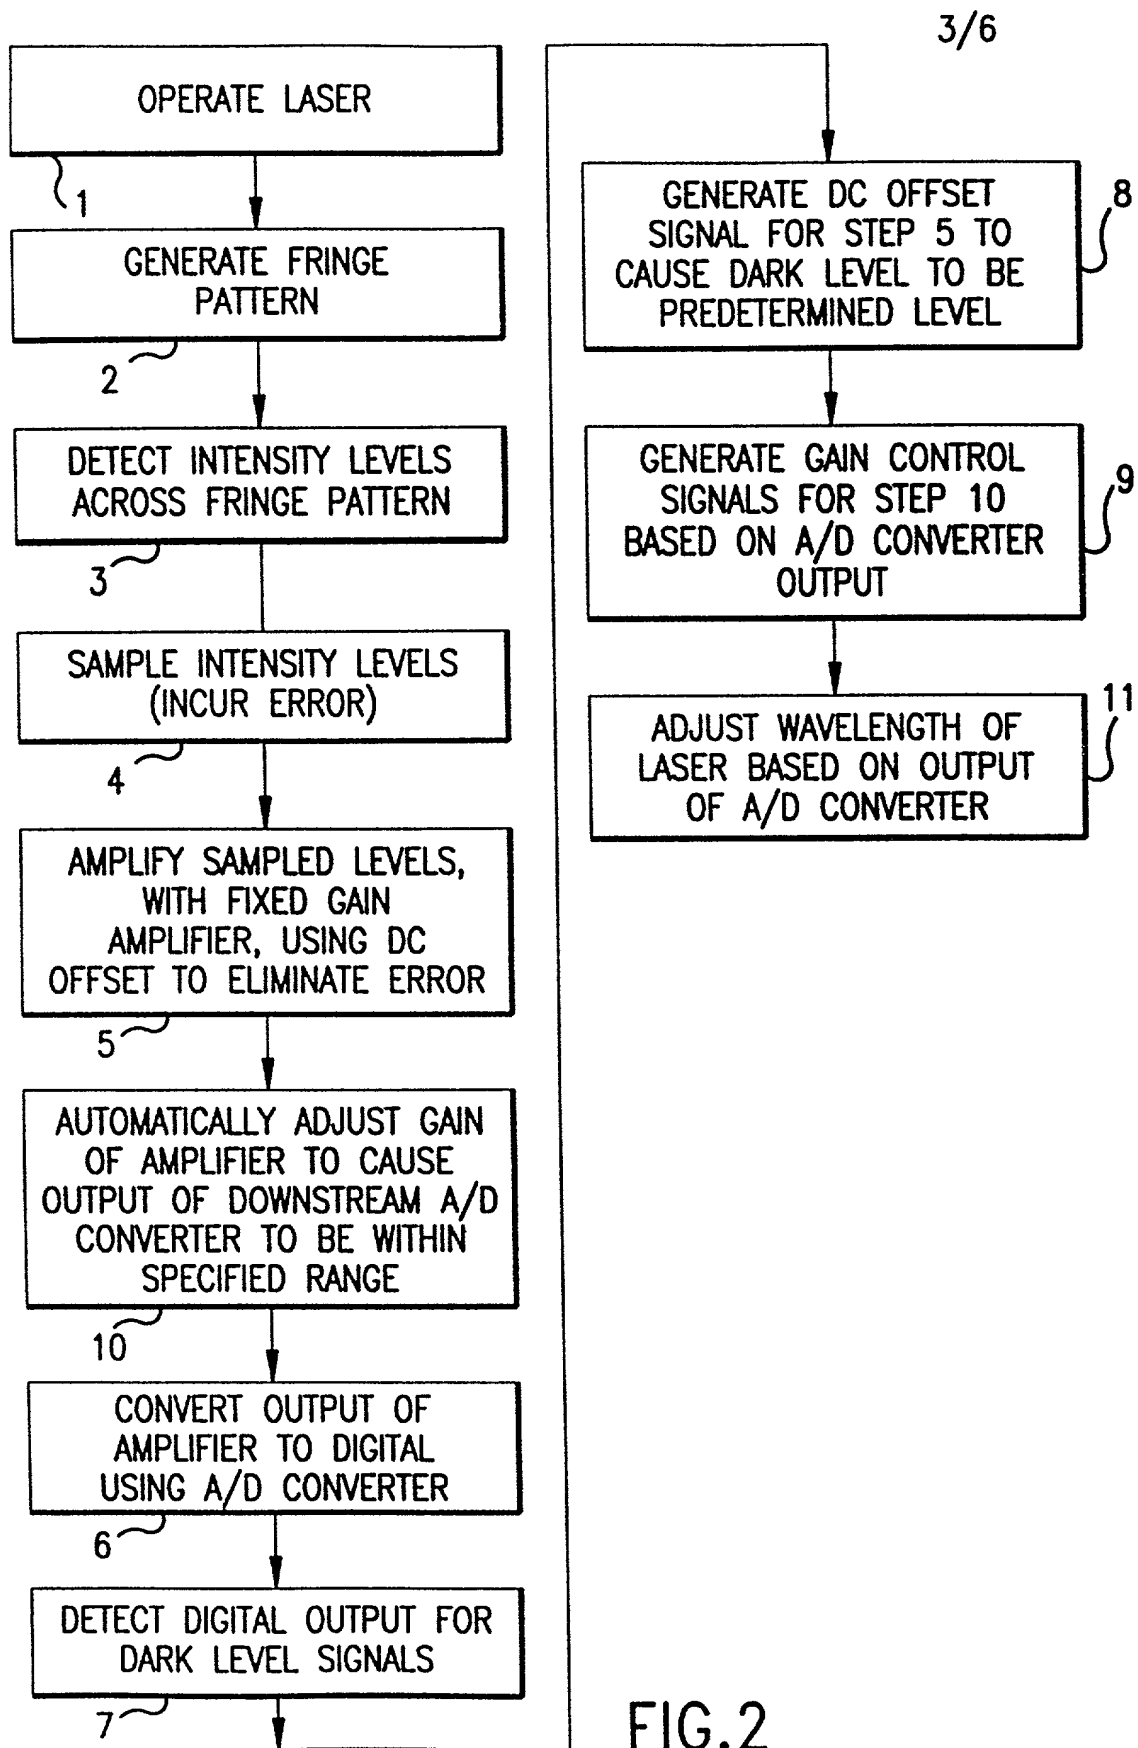 3/6
OPERATE LASER
1
GENERATE FRINGE
PATTERN
2
DETECT INTENSITY LEVELS
ACROSS FRINGE PATTERN
3
SAMPLE INTENSITY LEVELS
(INCUR ERROR)
4
AMPLIFY SAMPLED LEVELS,
WITH FIXED GAIN
AMPLIFIER, USING DC
OFFSET TO ELIMINATE ERROR
5
AUTOMATICALLY ADJUST GAIN
OF AMPLIFIER TO CAUSE
OUTPUT OF DOWNSTREAM A/D
CONVERTER TO BE WITHIN
SPECIFIED RANGE
10
CONVERT OUTPUT OF
AMPLIFIER TO DIGITAL
USING A/D CONVERTER
6
DETECT DIGITAL OUTPUT FOR
DARK LEVEL SIGNALS
7
GENERATE DC OFFSET
SIGNAL FOR STEP 5 TO
CAUSE DARK LEVEL TO BE
PREDETERMINED LEVEL
8
GENERATE GAIN CONTROL
SIGNALS FOR STEP 10
BASED ON A/D CONVERTER
OUTPUT
9
ADJUST WAVELENGTH OF
LASER BASED ON OUTPUT
OF A/D CONVERTER
11
FIG.2